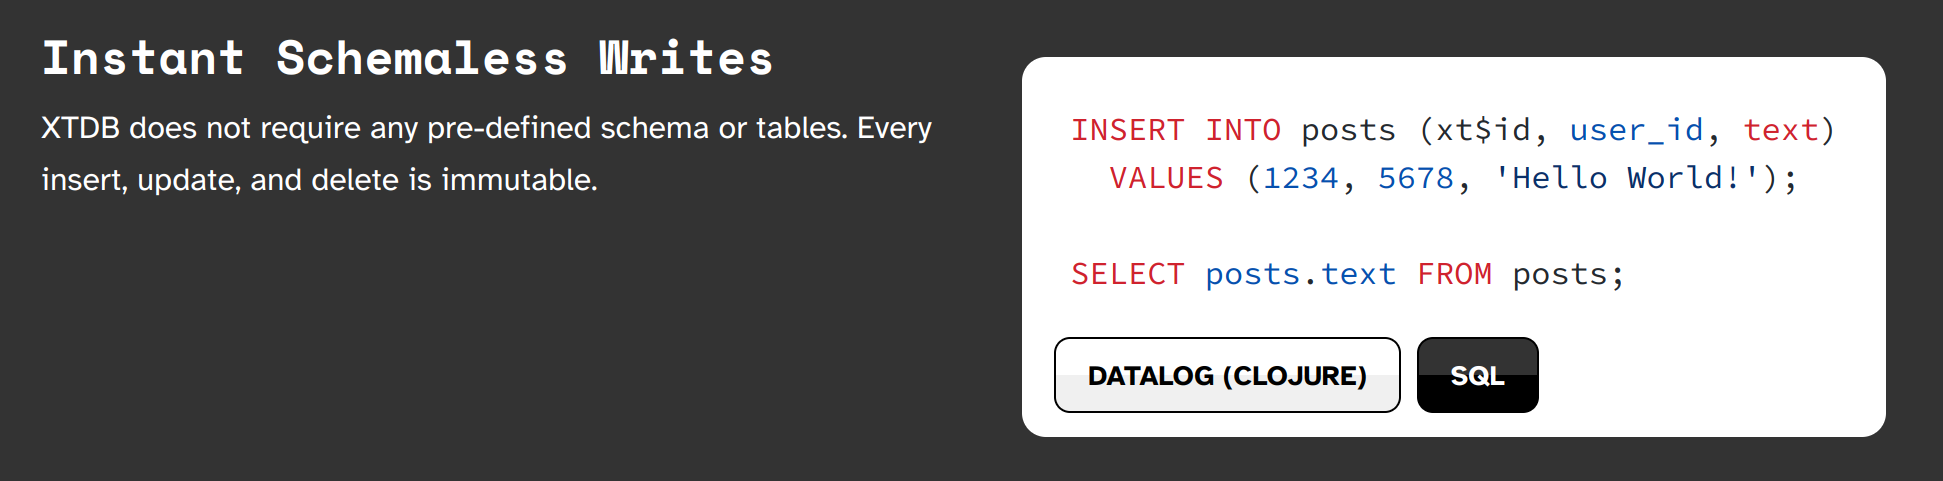 Instant Schemaless Writes
XTDB does not require any pre-defined schema or tables. Every
insert, update, and delete is immutable.
INSERT INTO posts (xt$id, user_id, text)
  VALUES (1234, 5678, 'Hello World!');
SELECT posts.text FROM posts;
DATALOG (CLOJURE)
SQL